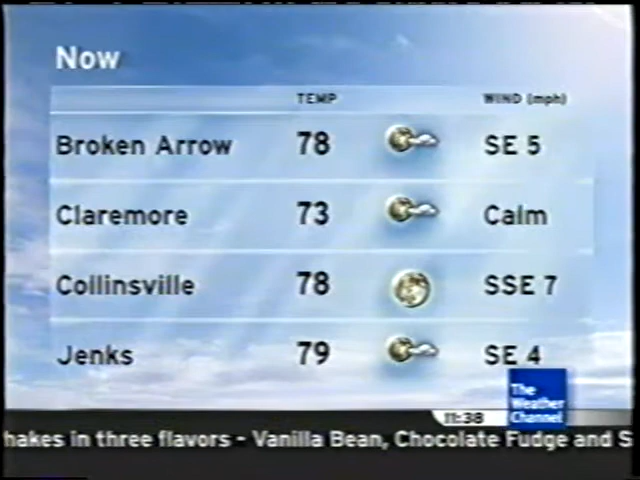 Now
TEMP WIND (mph)
Broken Arrow 78 SE 5
Claremore 73 Calm
Collinsville 78 SSE 7
Jenks 79 SE 4
The
Weather
Channel
11:38
hakes in three flavors - Vanilla Bean, Chocolate Fudge and S